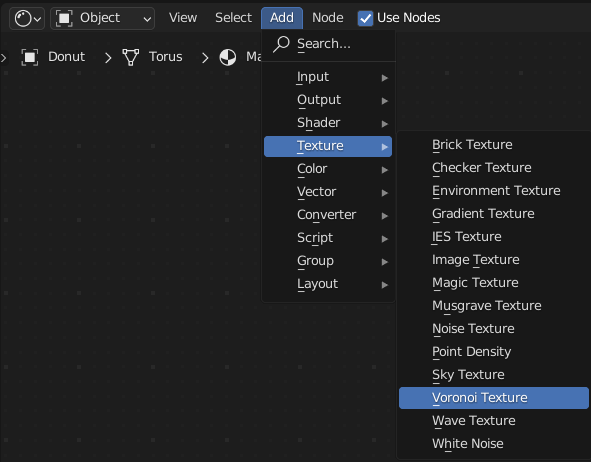 Object View Select Add Node Use Nodes
Donut Torus Ma
Search...
Input
Output
Shader
Texture
Color
Vector
Converter
Script
Group
Layout
Brick Texture
Checker Texture
Environment Texture
Gradient Texture
IES Texture
Image Texture
Magic Texture
Musgrave Texture
Noise Texture
Point Density
Sky Texture
Voronoi Texture
Wave Texture
White Noise